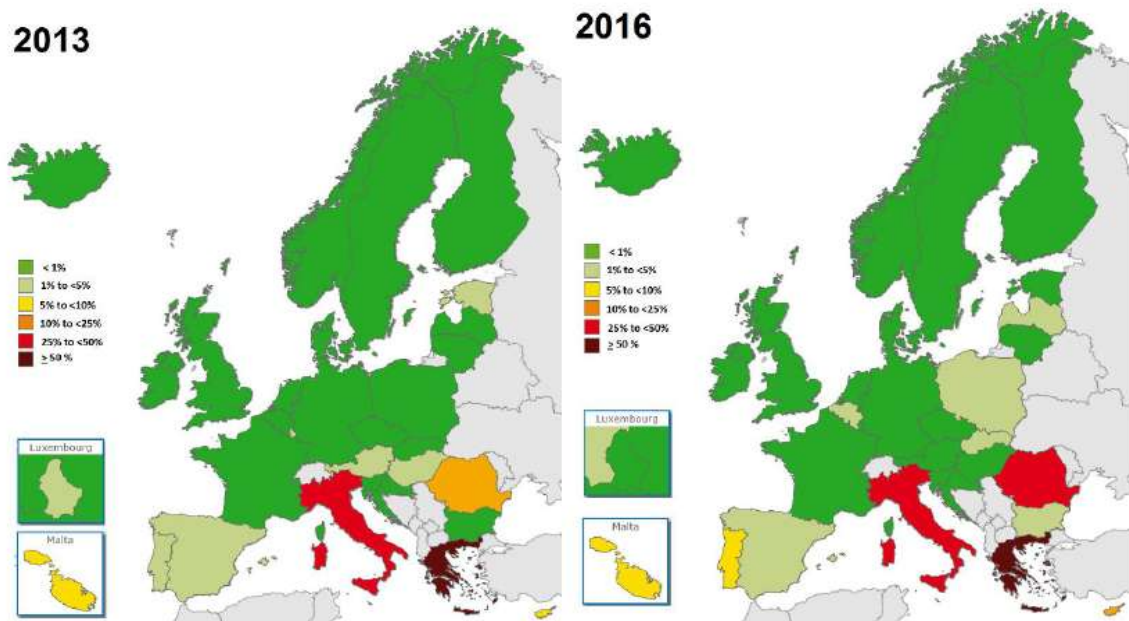 2013
< 1%
1% to <5%
5% to <10%
10% to <25%
25% to <50%
≥ 50 %
Luxembourg
Malta
2016
< 1%
1% to <5%
5% to <10%
10% to <25%
25% to <50%
≥ 50 %
Luxembourg
Malta